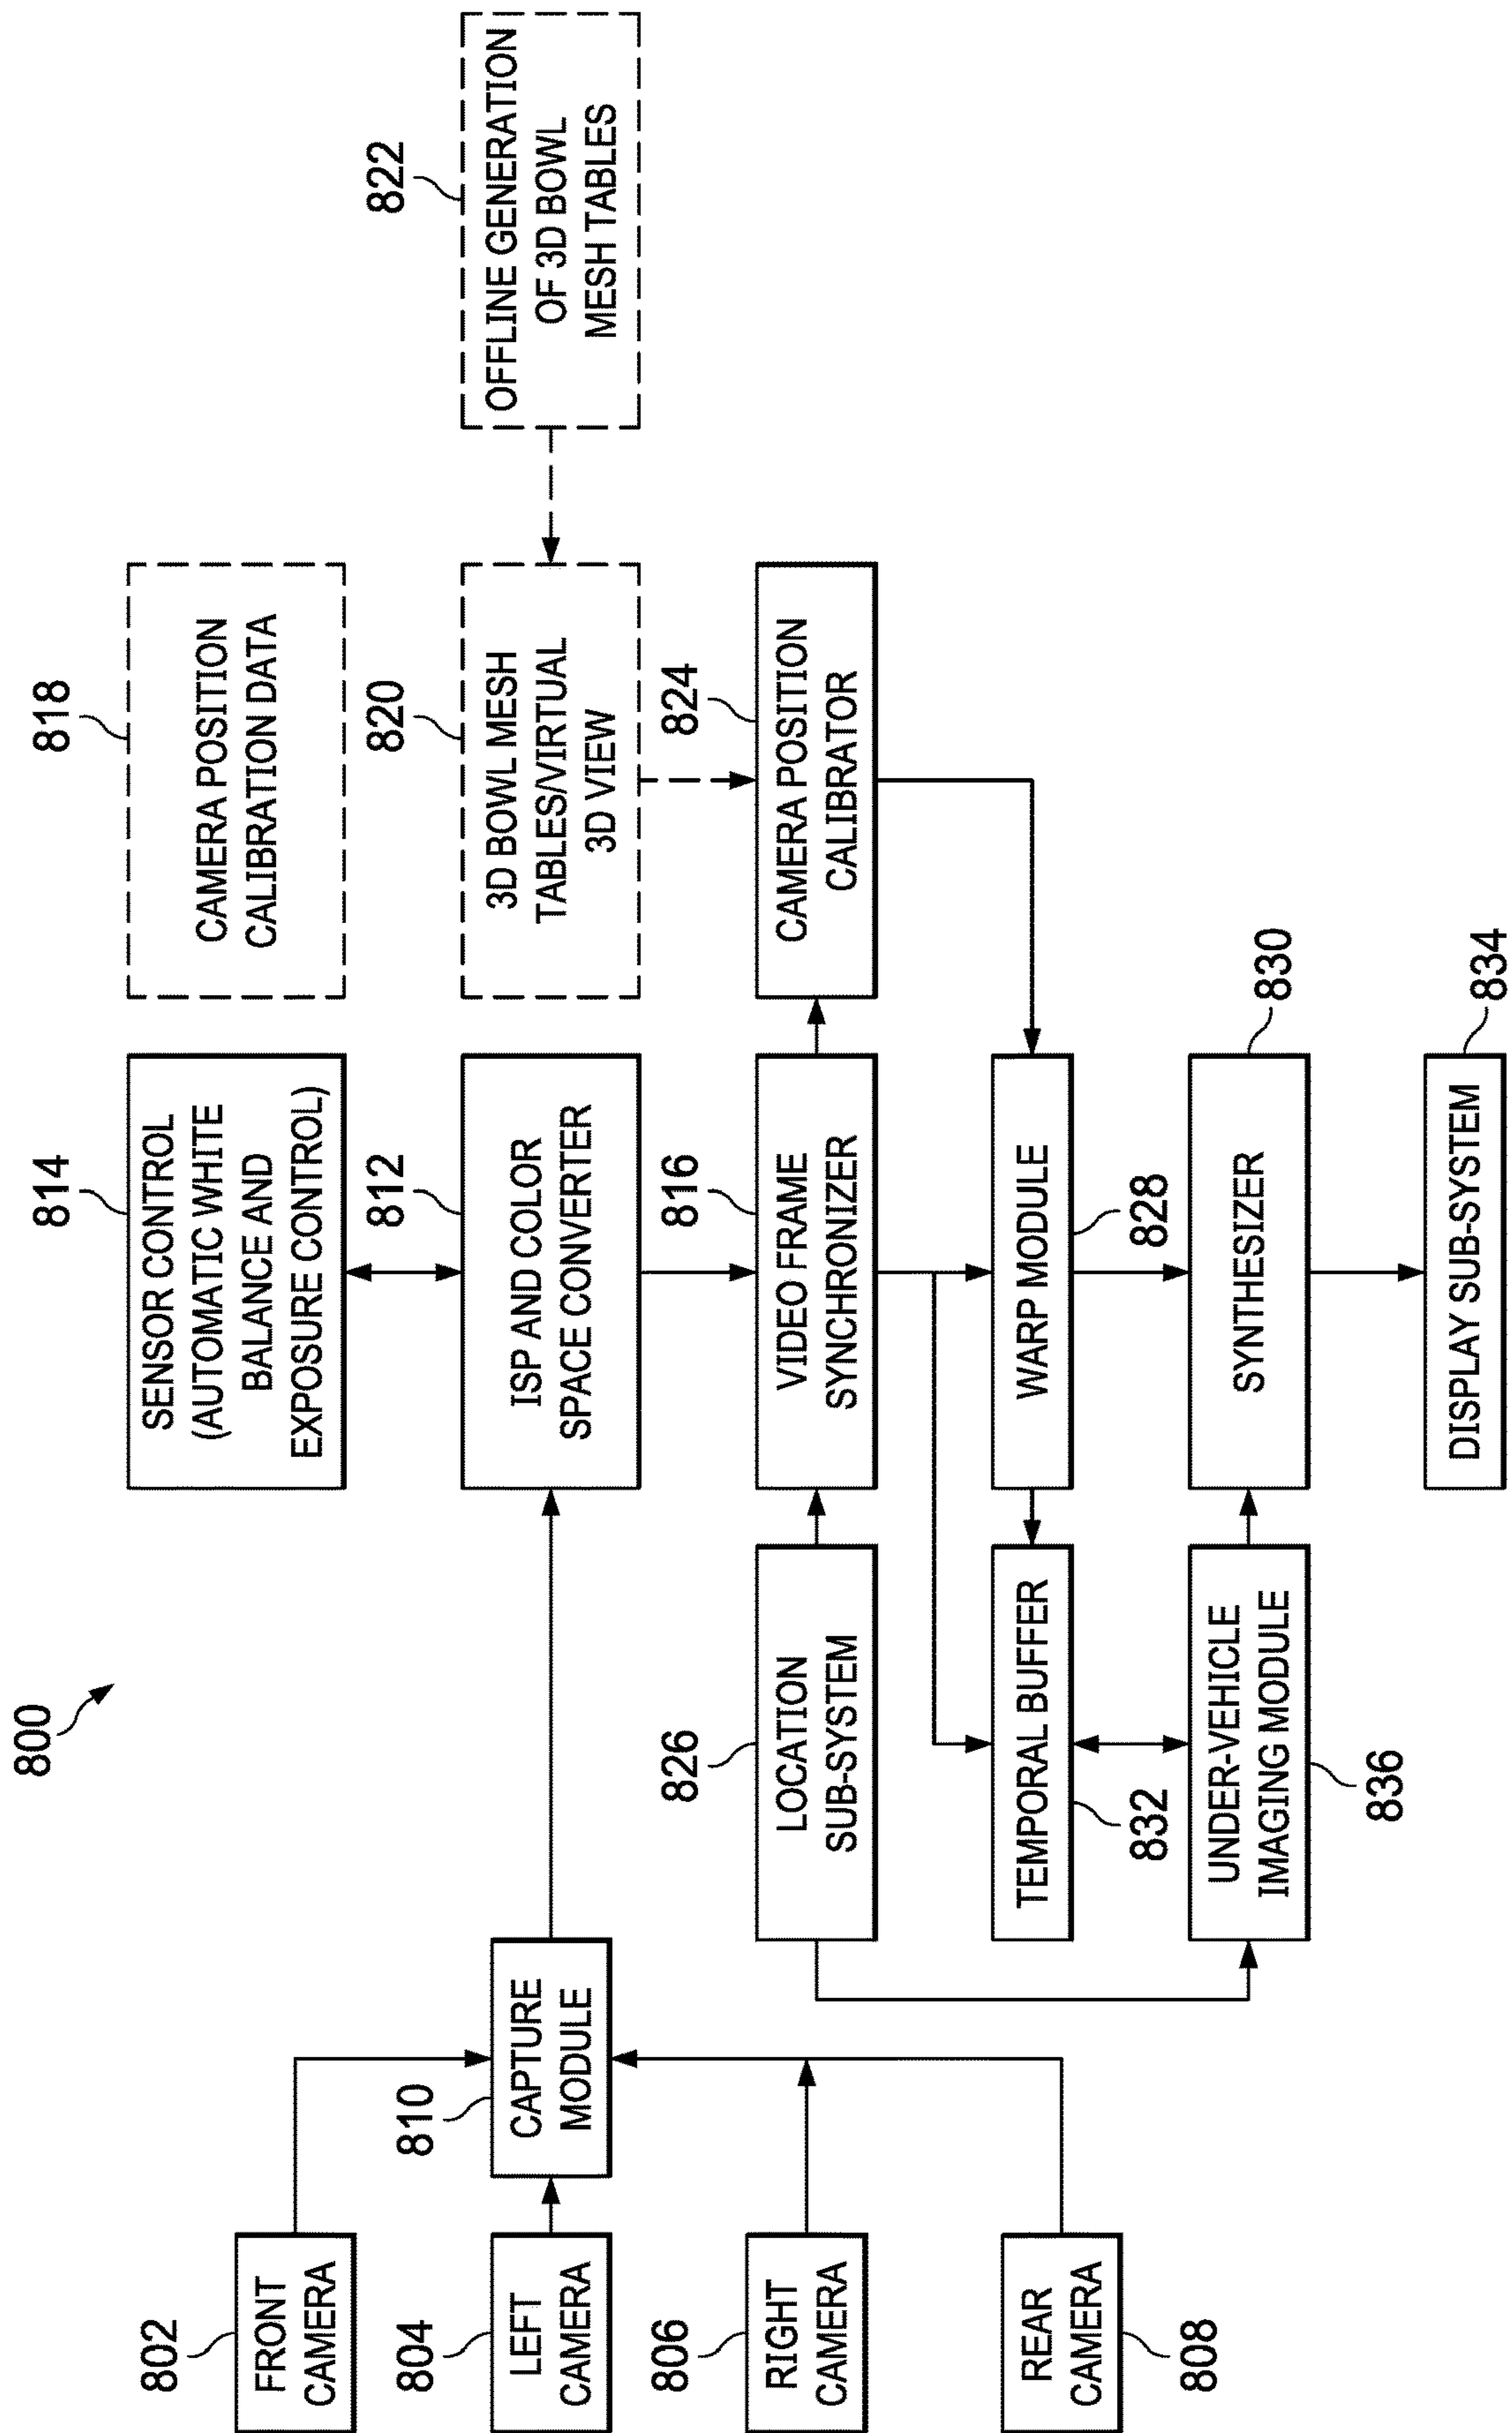 800
802
FRONT
CAMERA
804
LEFT
CAMERA
806
RIGHT
CAMERA
REAR
CAMERA
808
810
CAPTURE
MODULE
814
SENSOR CONTROL
(AUTOMATIC WHITE
BALANCE AND
EXPOSURE CONTROL)
812
ISP AND COLOR
SPACE CONVERTER
816
VIDEO FRAME
SYNCHRONIZER
818
CAMERA POSITION
CALIBRATION DATA
820
3D BOWL MESH
TABLES/VIRTUAL
3D VIEW
822
OFFLINE GENERATION
OF 3D BOWL
MESH TABLES
824
CAMERA POSITION
CALIBRATOR
826
LOCATION
SUB-SYSTEM
TEMPORAL BUFFER
832
WARP MODULE
828
UNDER-VEHICLE
IMAGING MODULE
836
830
SYNTHESIZER
834
DISPLAY SUB-SYSTEM